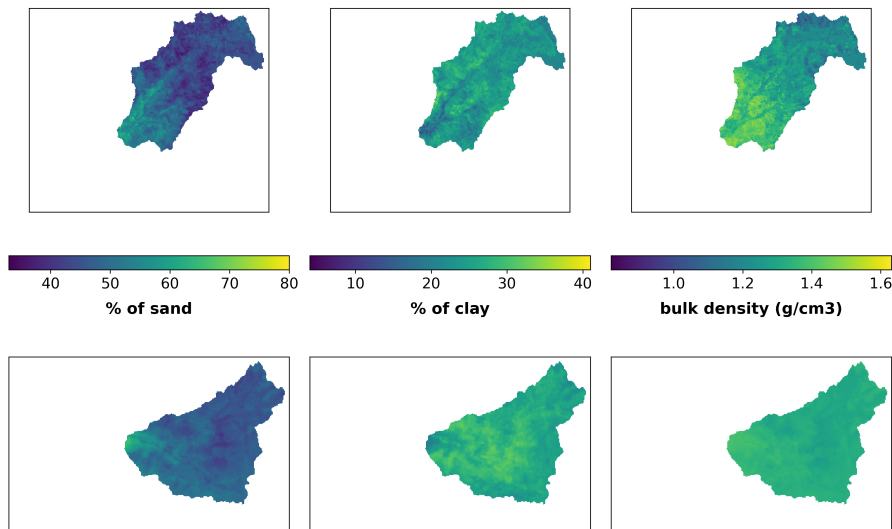 40 50 60 70 80
10 20 30 40
1.0 1.2 1.4 1.6
% of sand
% of clay
bulk density (g/cm3)